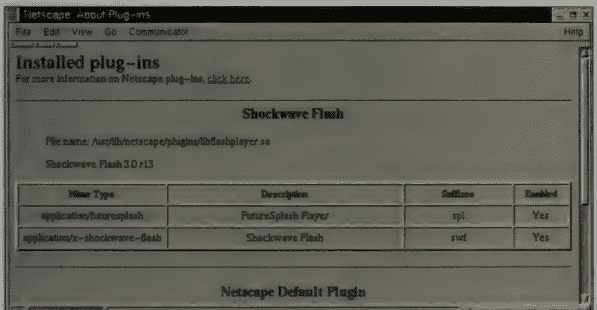 Netscape: About Plug-ins
File Edit View Go Communicator Help
Installed plug-ins
For more information on Netscape plug-ins, click here.
Shockwave Flash
File name: /usr/lib/netscape/plugins/libflashplayer.so
Shockwave Flash 3.0 r13
Mime Type Description Suffixes Enabled
application/futuresplash FutureSplash Player spl Yes
application/x-shockwave-flash Shockwave Flash swf Yes
Netscape Default Plugin